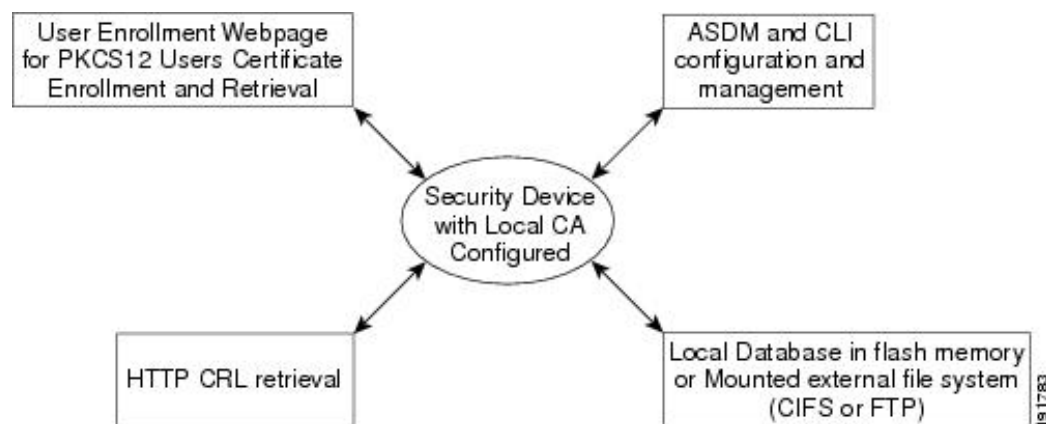 User Enrollment Webpage
for PKCS12 Users Certificate
Enrollment and Retrieval
ASDM and CLI
configuration and
management
Security Device
with Local CA
Configured
HTTP CRL retrieval
Local Database in flash memory
or Mounted external file system
(CIFS or FTP)
191783